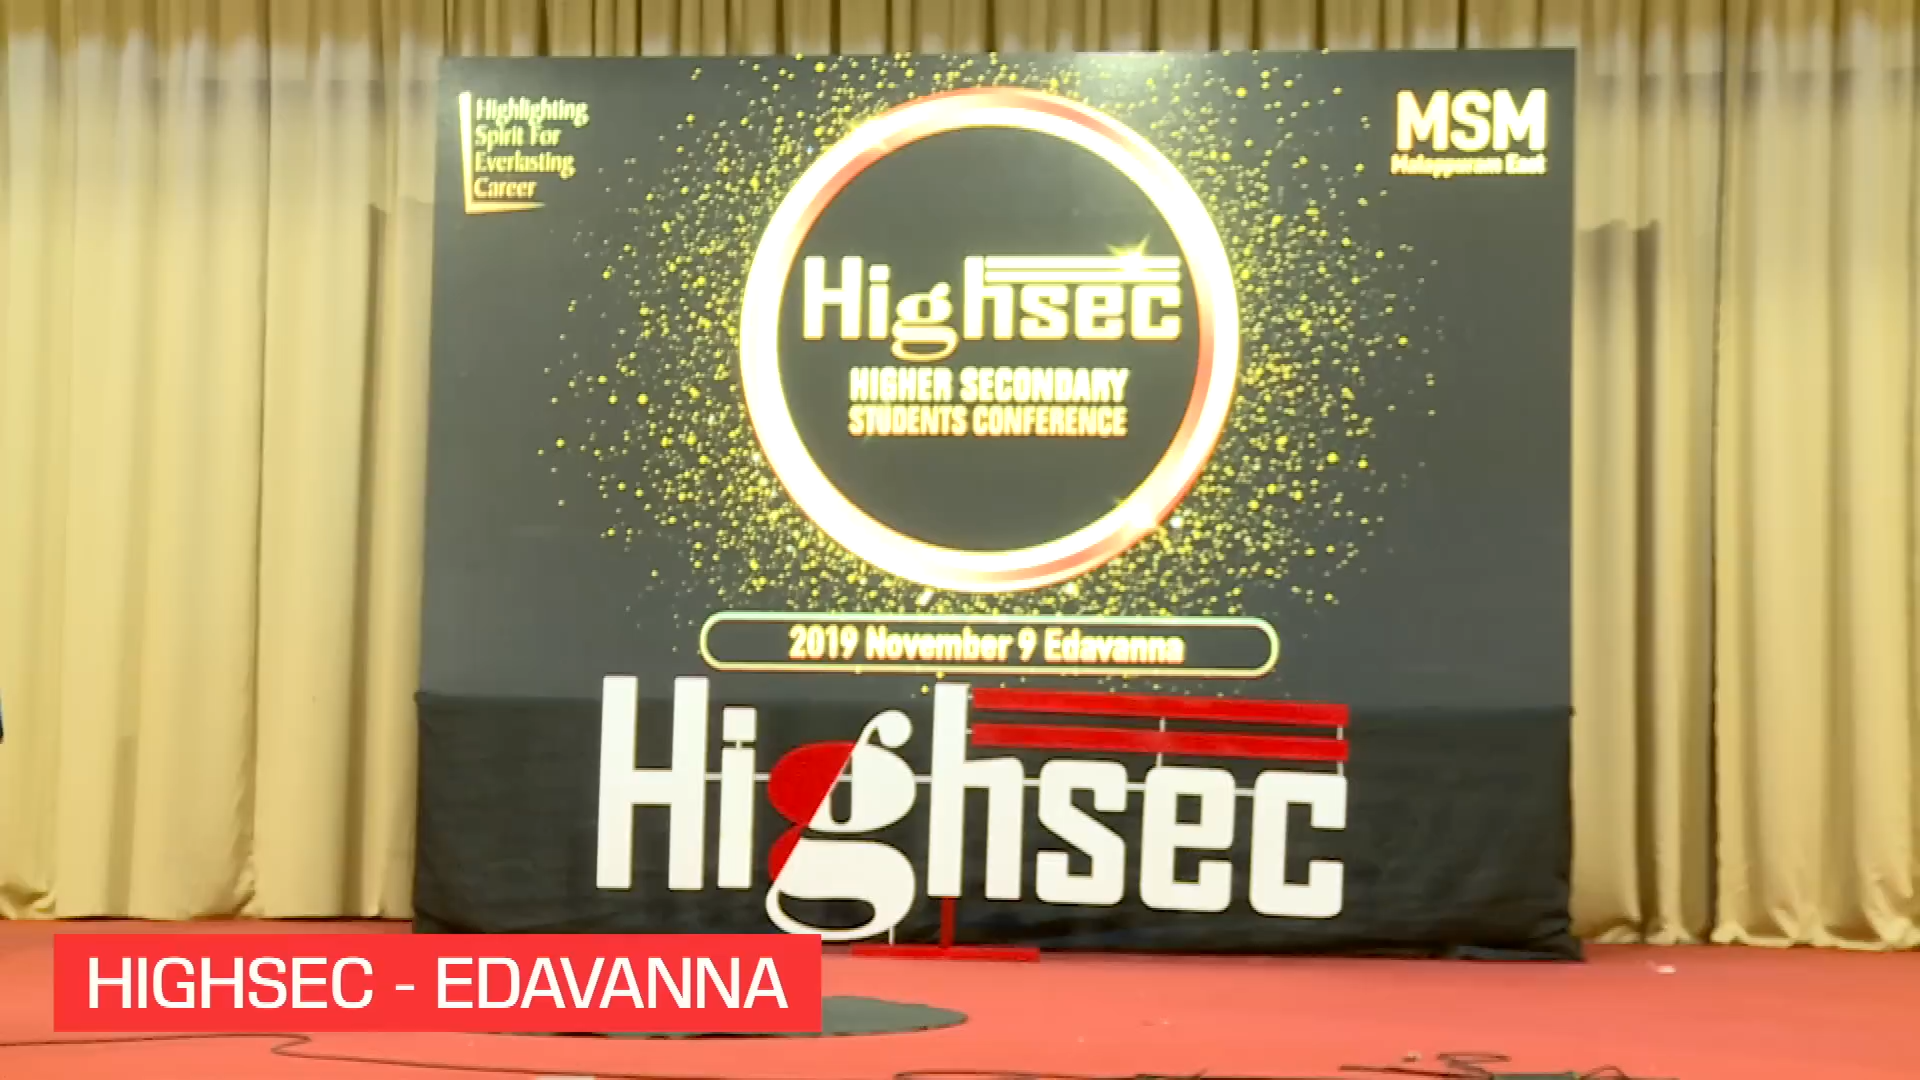 Highlighting
Spirit For
Everlasting
Career
MSM
Malappuram East
Highsec
HIGHER SECONDARY
STUDENTS CONFERENCE
2019 November 9 Edavanna
Highsec
HIGHSEC - EDAVANNA